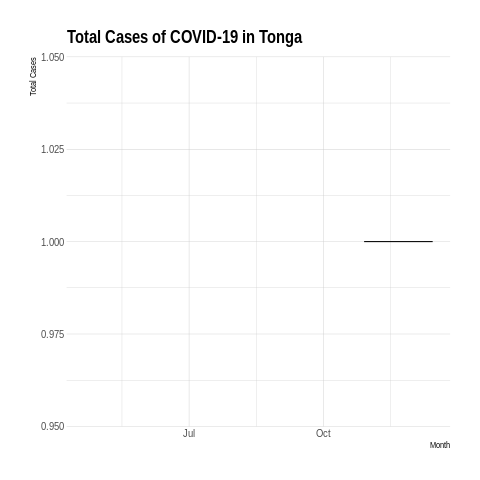 Total Cases of COVID-19 in Tonga
Total Cases
1.050
1.025
1.000
0.975
0.950
Jul Oct
Month